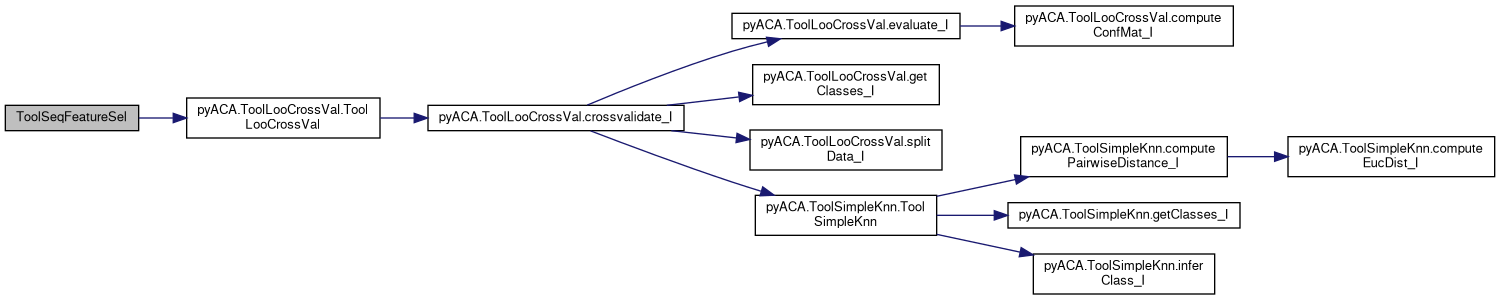 ToolSeqFeatureSel
pyACA.ToolLooCrossVal.Tool
LooCrossVal
pyACA.ToolLooCrossVal.crossvalidate_I
pyACA.ToolLooCrossVal.evaluate_I
pyACA.ToolLooCrossVal.compute
ConfMat_I
pyACA.ToolLooCrossVal.get
Classes_I
pyACA.ToolLooCrossVal.split
Data_I
pyACA.ToolSimpleKnn.Tool
SimpleKnn
pyACA.ToolSimpleKnn.compute
PairwiseDistance_I
pyACA.ToolSimpleKnn.compute
EucDist_I
pyACA.ToolSimpleKnn.getClasses_I
pyACA.ToolSimpleKnn.infer
Class_I